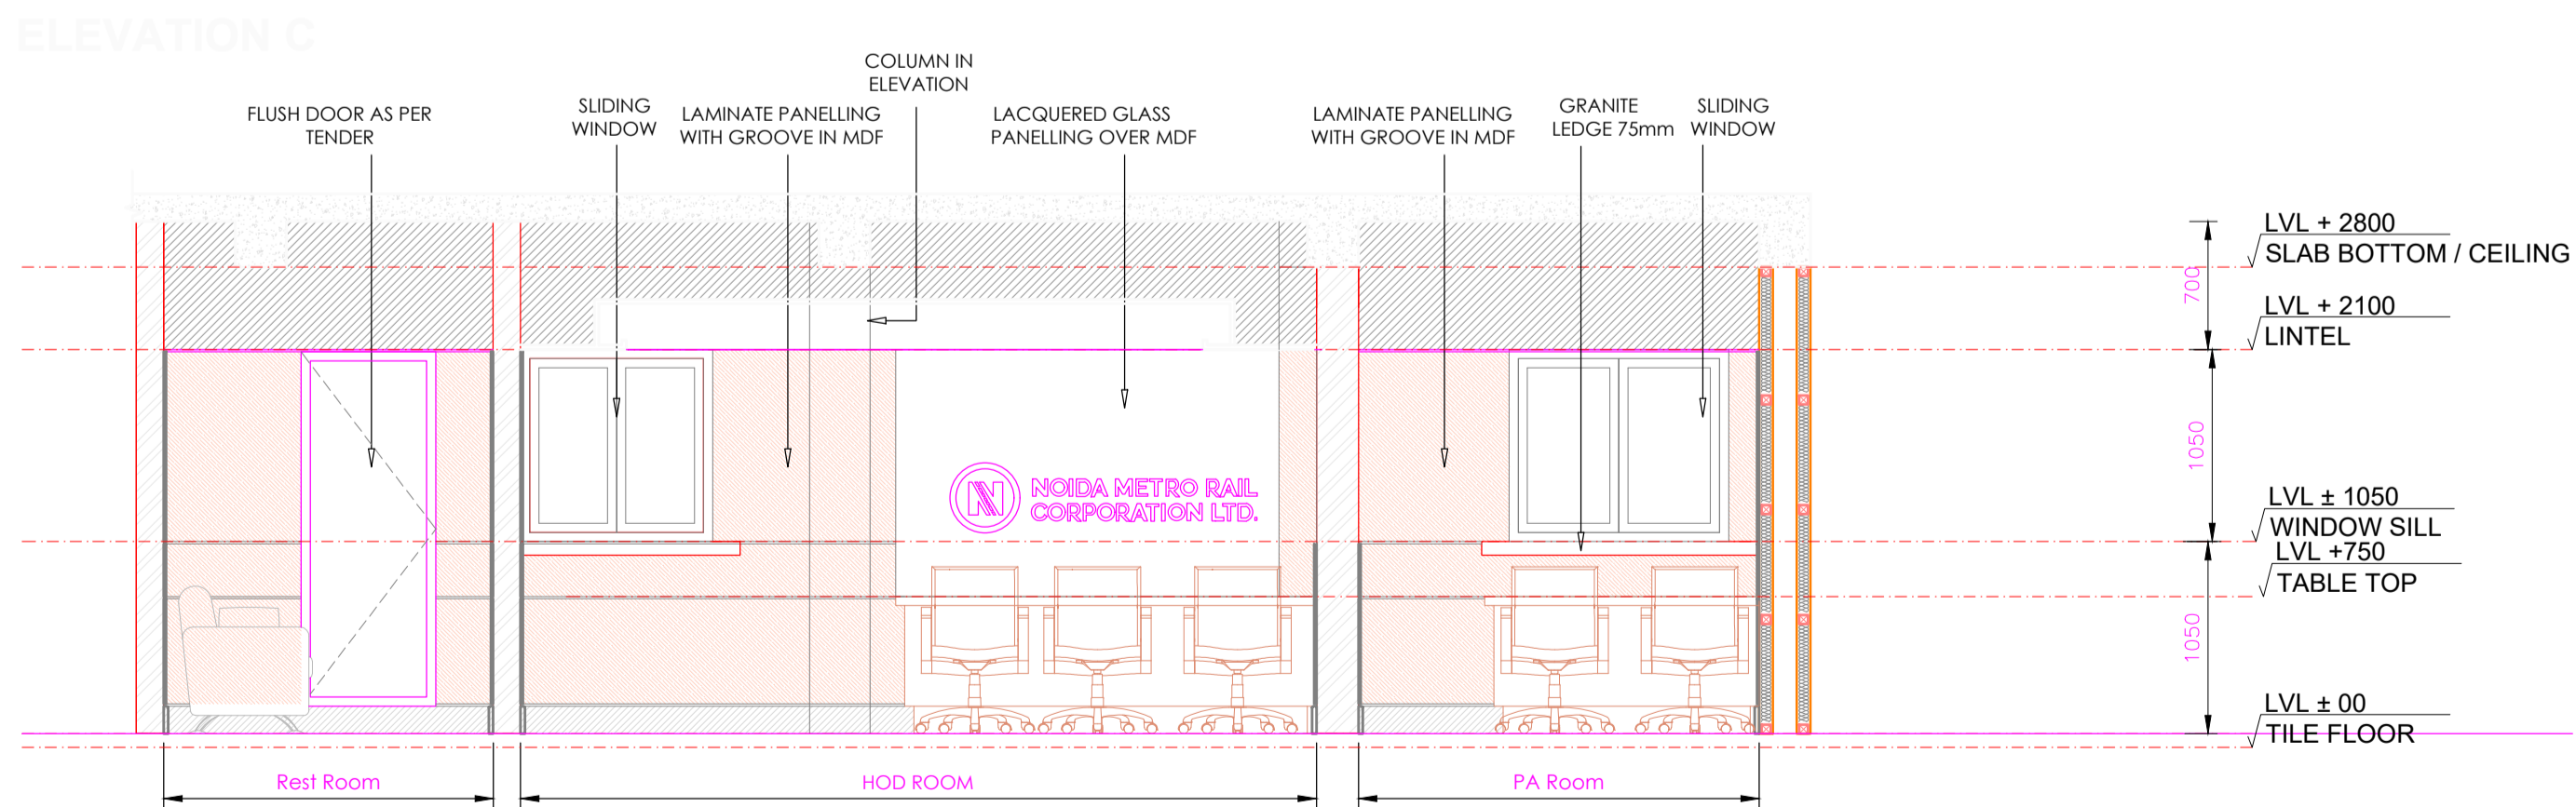 ELEVATION C
COLUMN IN
ELEVATION
FLUSH DOOR AS PER
TENDER
SLIDING
WINDOW
LAMINATE PANELLING
WITH GROOVE IN MDF
LACQUERED GLASS
PANELLING OVER MDF
LAMINATE PANELLING
WITH GROOVE IN MDF
GRANITE
LEDGE 75mm
SLIDING
WINDOW
LVL + 2800
SLAB BOTTOM / CEILING
700
LVL + 2100
LINTEL
1050
NOIDA METRO RAIL
CORPORATION LTD.
LVL ± 1050
WINDOW SILL
LVL +750
TABLE TOP
1050
LVL ± 00
TILE FLOOR
Rest Room
HOD ROOM
PA Room